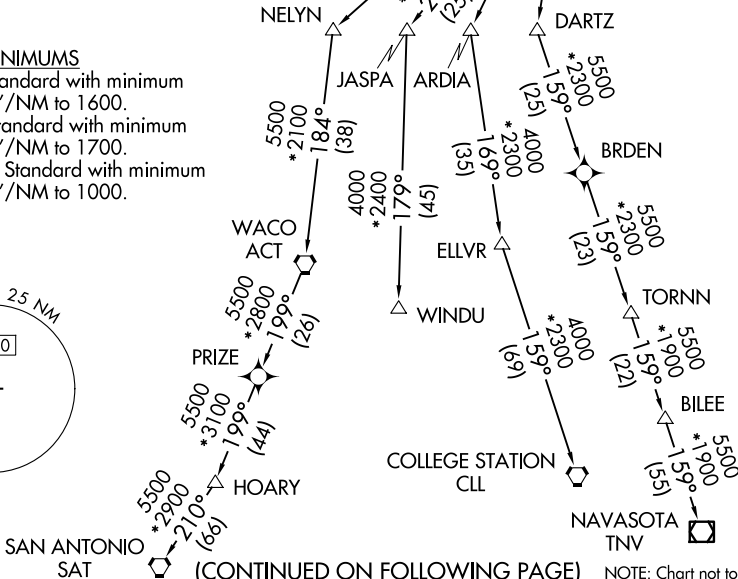 NELYN
DARTZ
JASPA
ARDIA
NIMUMS
andard with minimum
'/NM to 1600.
tandard with minimum
'/NM to 1700.
Standard with minimum
'/NM to 1000.
5500
*2100
184°
(38)
4000
*2400
179°
(45)
4000
*2300
169°
(35)
5500
*2300
159°
(25)
BRDEN
5500
*2300
159°
(23)
WACO
ACT
ELLVR
25 NM
0
5500
*2800
199°
(26)
WINDU
TORNN
4000
*2300
159°
(69)
5500
*1900
159°
(22)
PRIZE
5500
*3100
199°
(44)
BILEE
5500
*1900
159°
(55)
COLLEGE STATION
CLL
HOARY
5500
*2900
210°
(66)
NAVASOTA
TNV
SAN ANTONIO
SAT
(CONTINUED ON FOLLOWING PAGE)
NOTE: Chart not to